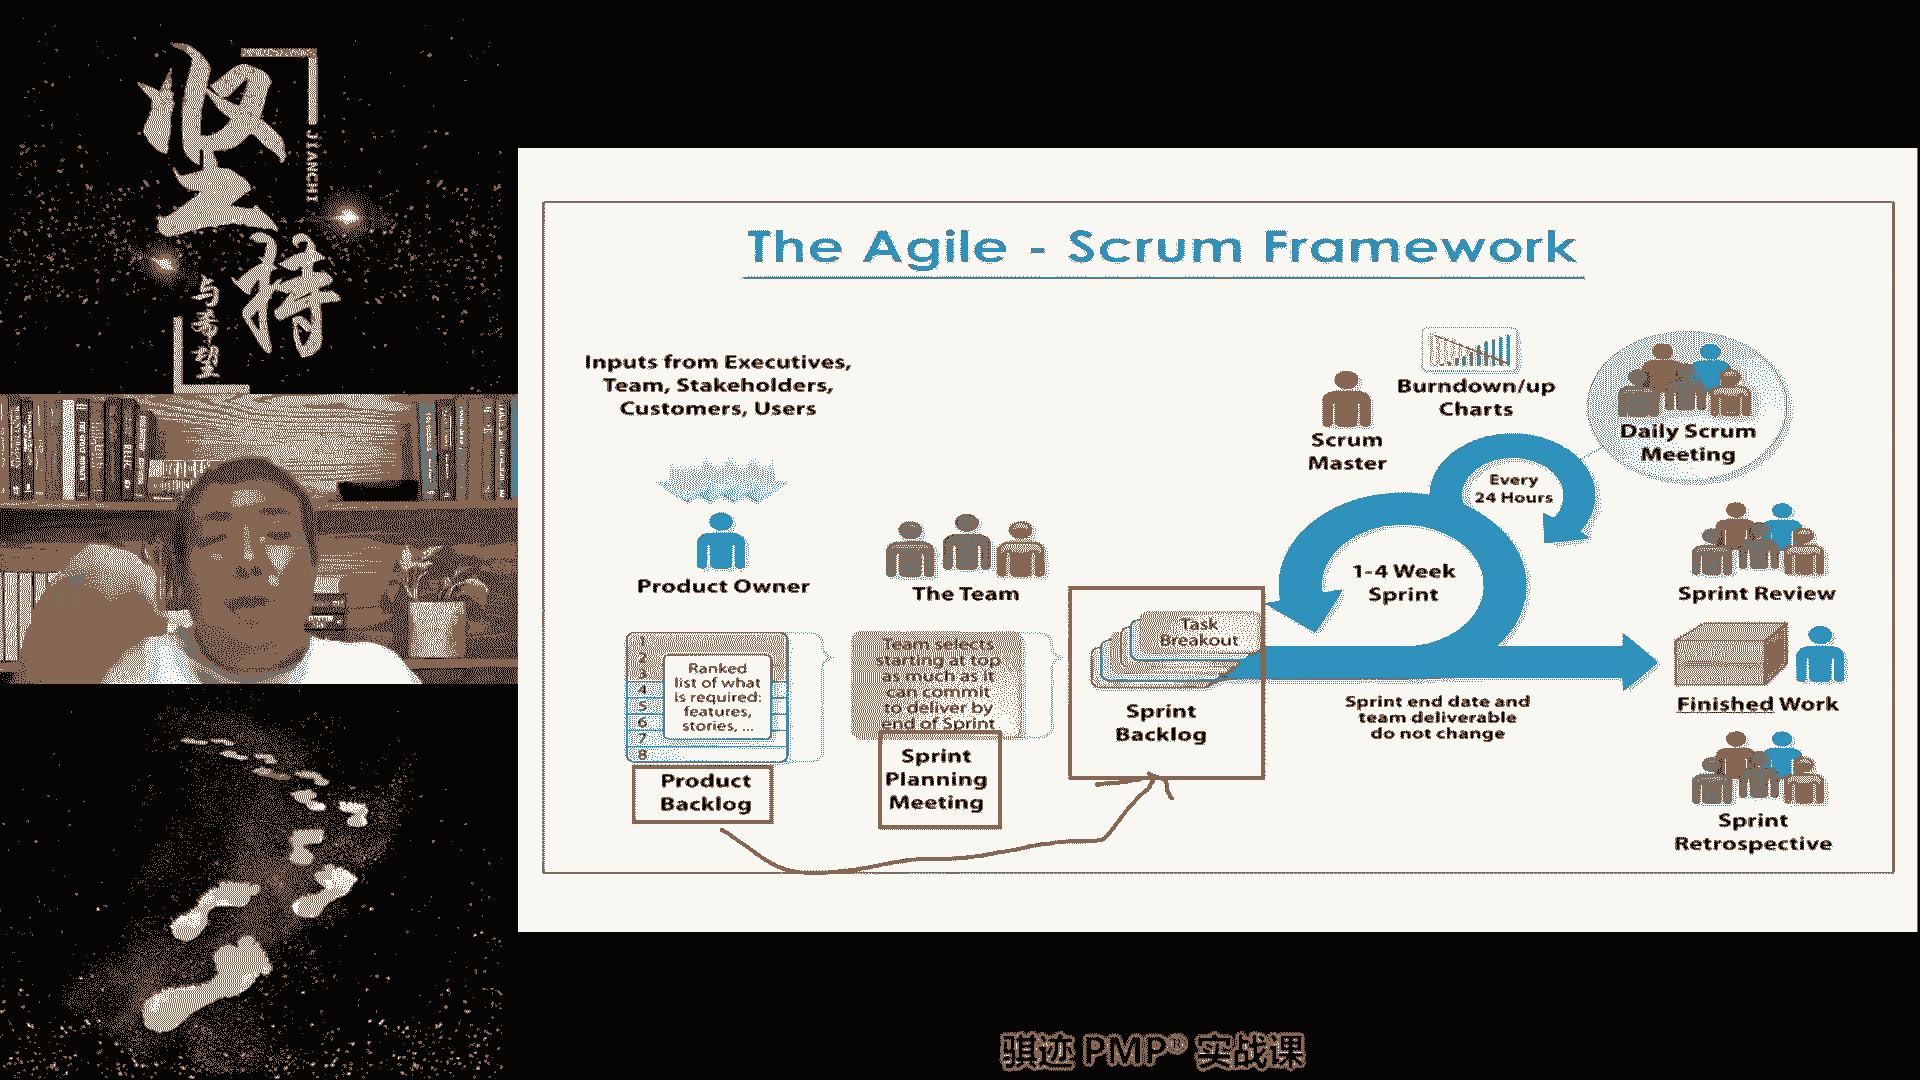 坚
持
JIANCHI
与希望
The Agile - Scrum Framework
Inputs from Executives,
Team, Stakeholders,
Customers, Users
Product Owner
The Team
1
2
3
4
5
6
7
8
Ranked
list of what
is required:
features,
stories, ...
Product
Backlog
Team selects
starting at top
as much as it
can commit
to deliver by
end of Sprint
Sprint
Planning
Meeting
Task
Breakout
Sprint
Backlog
Scrum
Master
Burndown/up
Charts
Daily Scrum
Meeting
Every
24 Hours
1-4 Week
Sprint
Sprint end date and
team deliverable
do not change
Sprint Review
Finished Work
Sprint
Retrospective
骐迹 PMP® 实战课